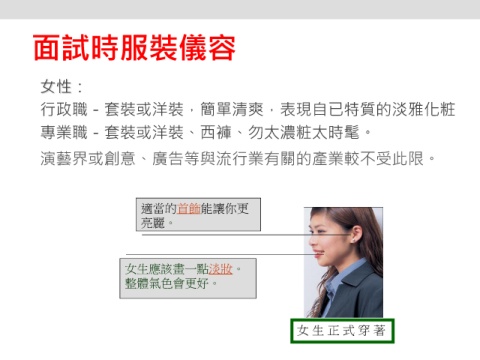 面試時服裝儀容
女性：
行政職－套裝或洋裝，簡單清爽，表現自已特質的淡雅化粧
專業職－套裝或洋裝、西褲、勿太濃粧太時髦。
演藝界或創意、廣告等與流行業有關的產業較不受此限。
適當的首飾能讓你更
亮麗。
女生應該畫一點淡妝。
整體氣色會更好。
女生正式穿著